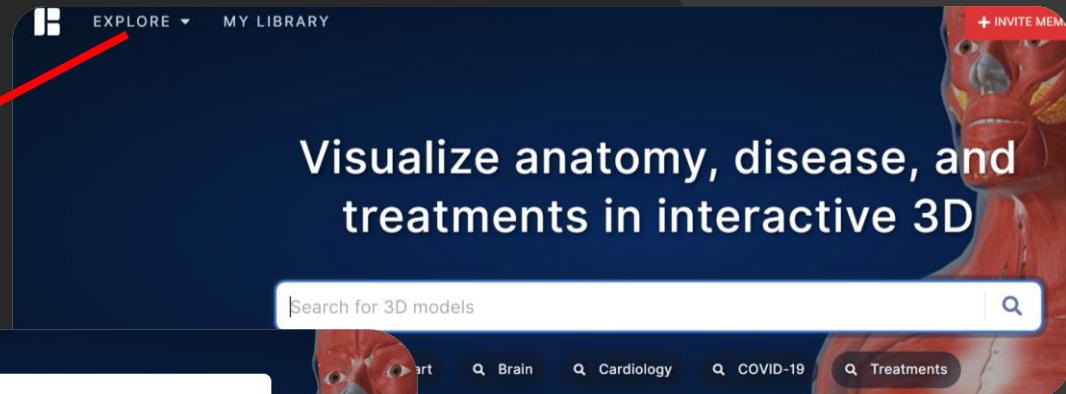 EXPLORE MY LIBRARY + INVITE
Visualize anatomy, disease, and
treatments in interactive 3D
Search for 3D models
Brain Cardiology COVID-19 Treatments